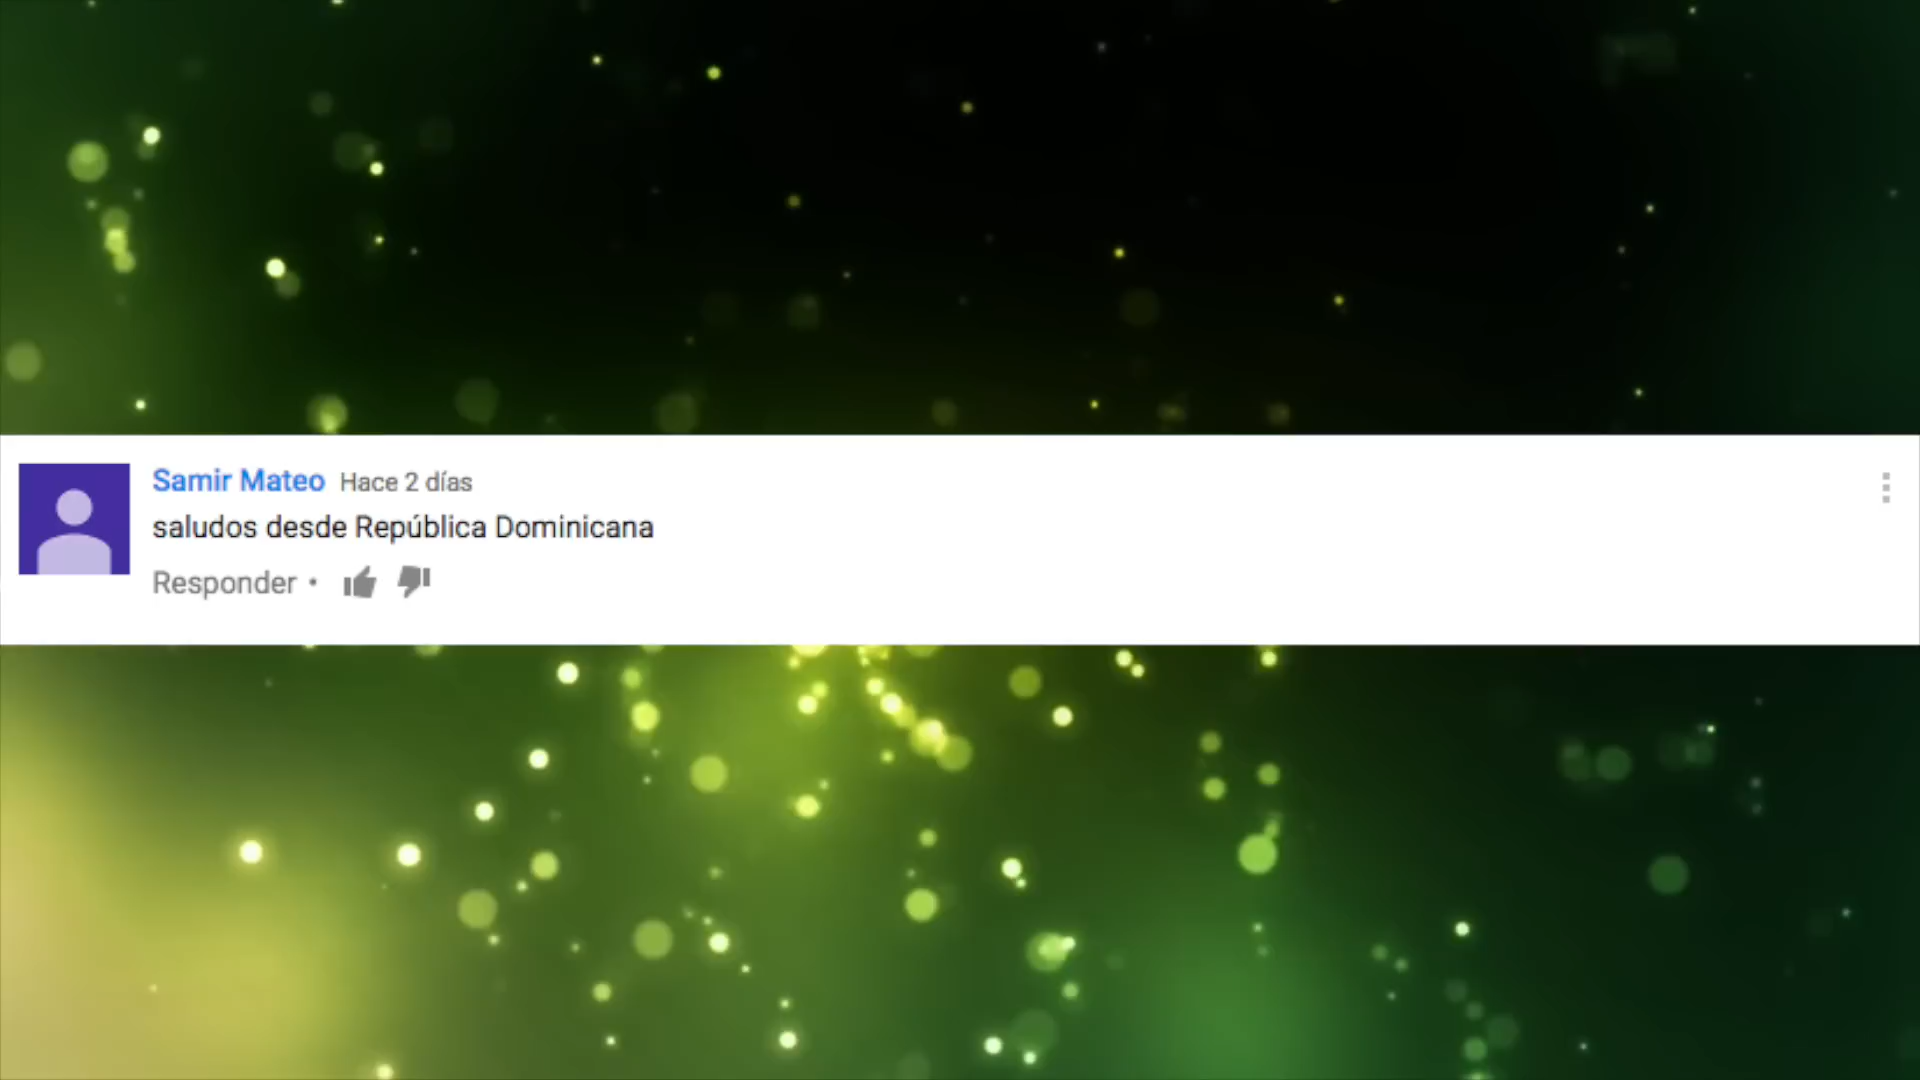 Samir Mateo Hace 2 días
saludos desde República Dominicana
Responder •